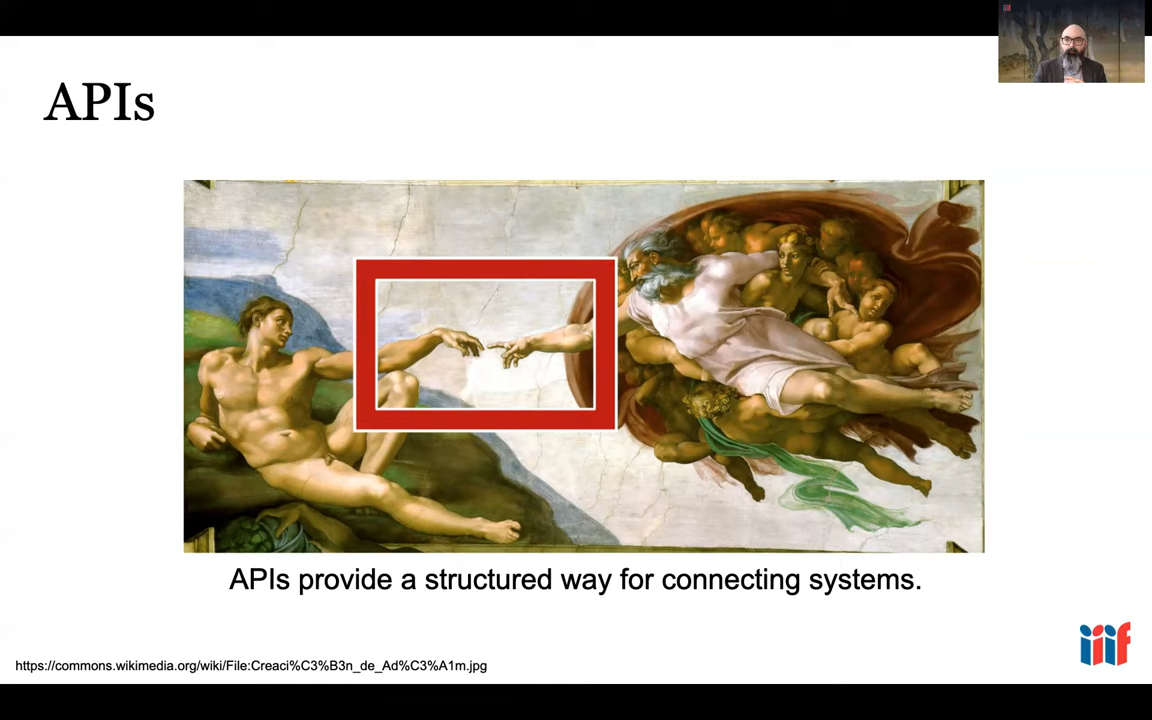 APIs
APIs provide a structured way for connecting systems.
iiif
https://commons.wikimedia.org/wiki/File:Creaci%C3%B3n_de_Ad%C3%A1m.jpg